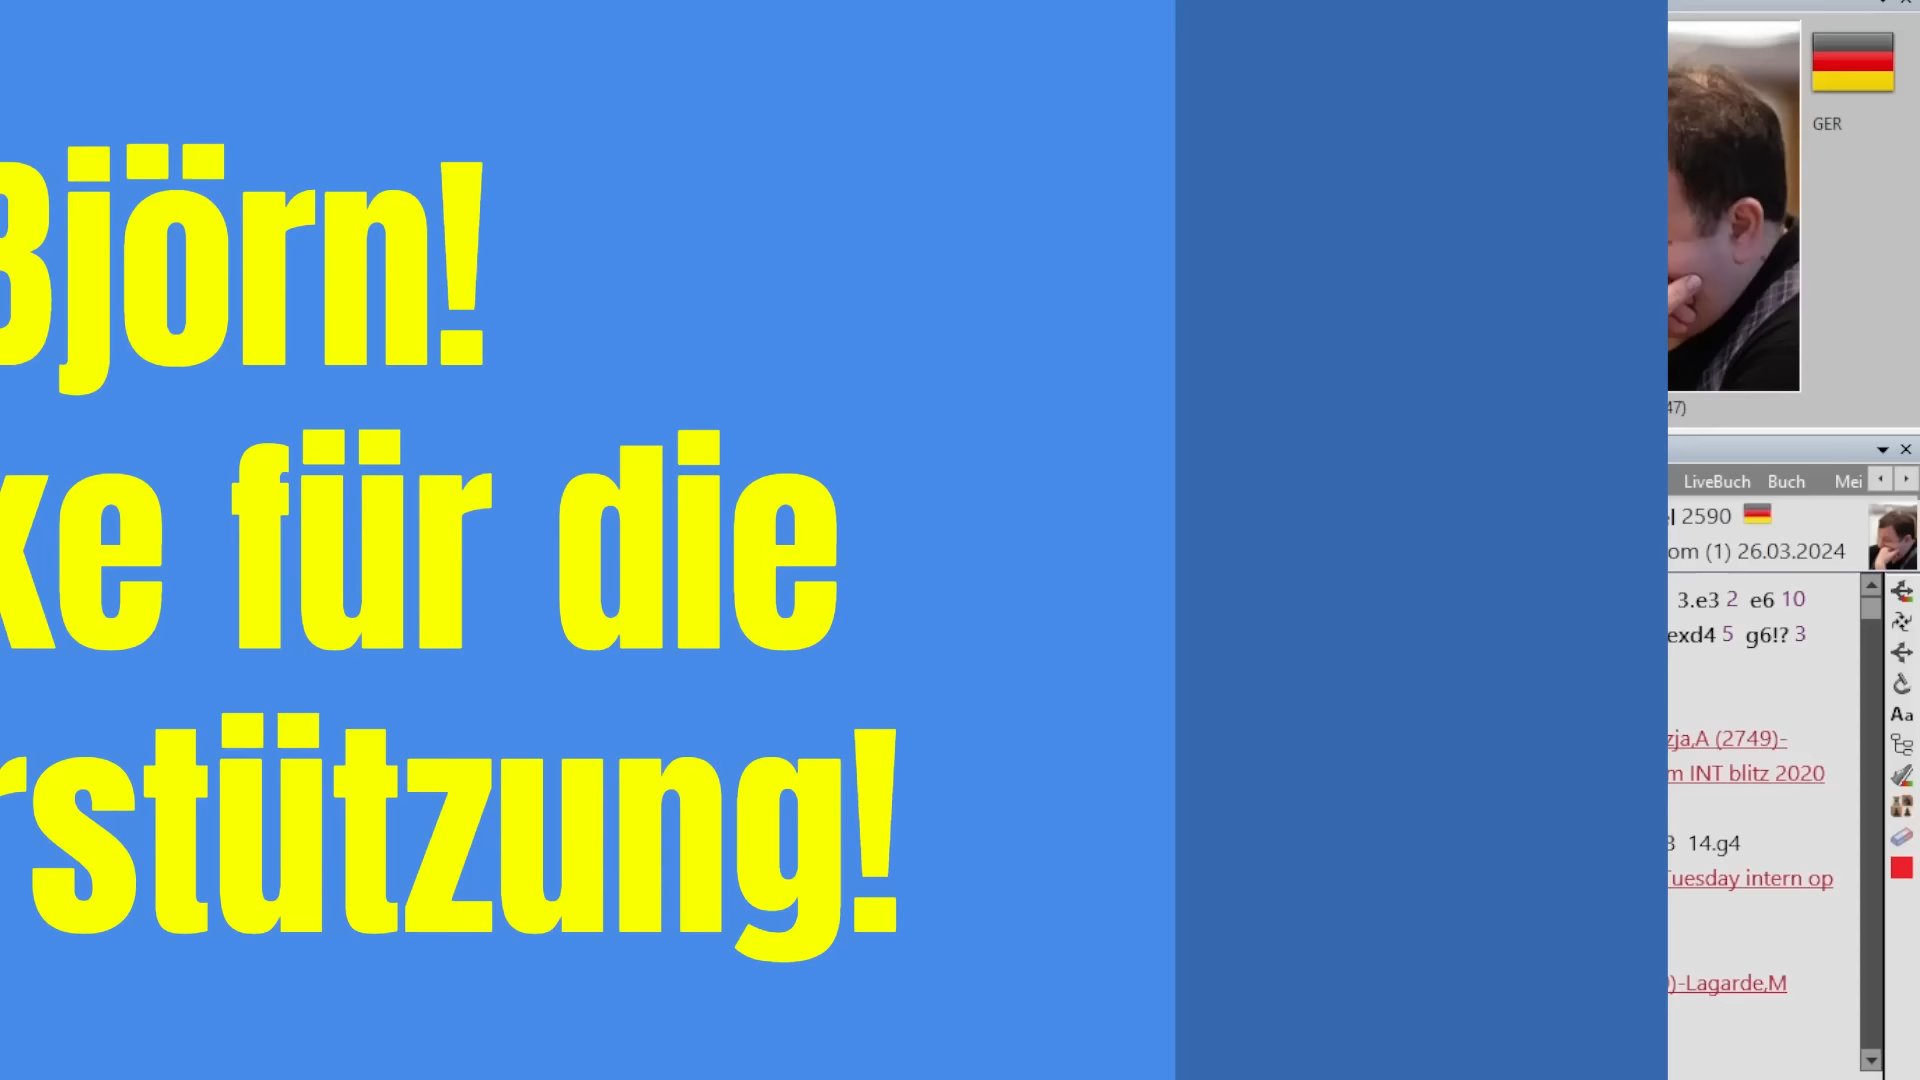 Björn!
ke für die
rstützung!
GER
47)
LiveBuch Buch Mei
l 2590
om (1) 26.03.2024
3.e3 2 e6 10
exd4 5 g6!? 3
zja,A (2749)-
m INT blitz 2020
3 14.g4
Tuesday intern op
)-Lagarde,M
Aa